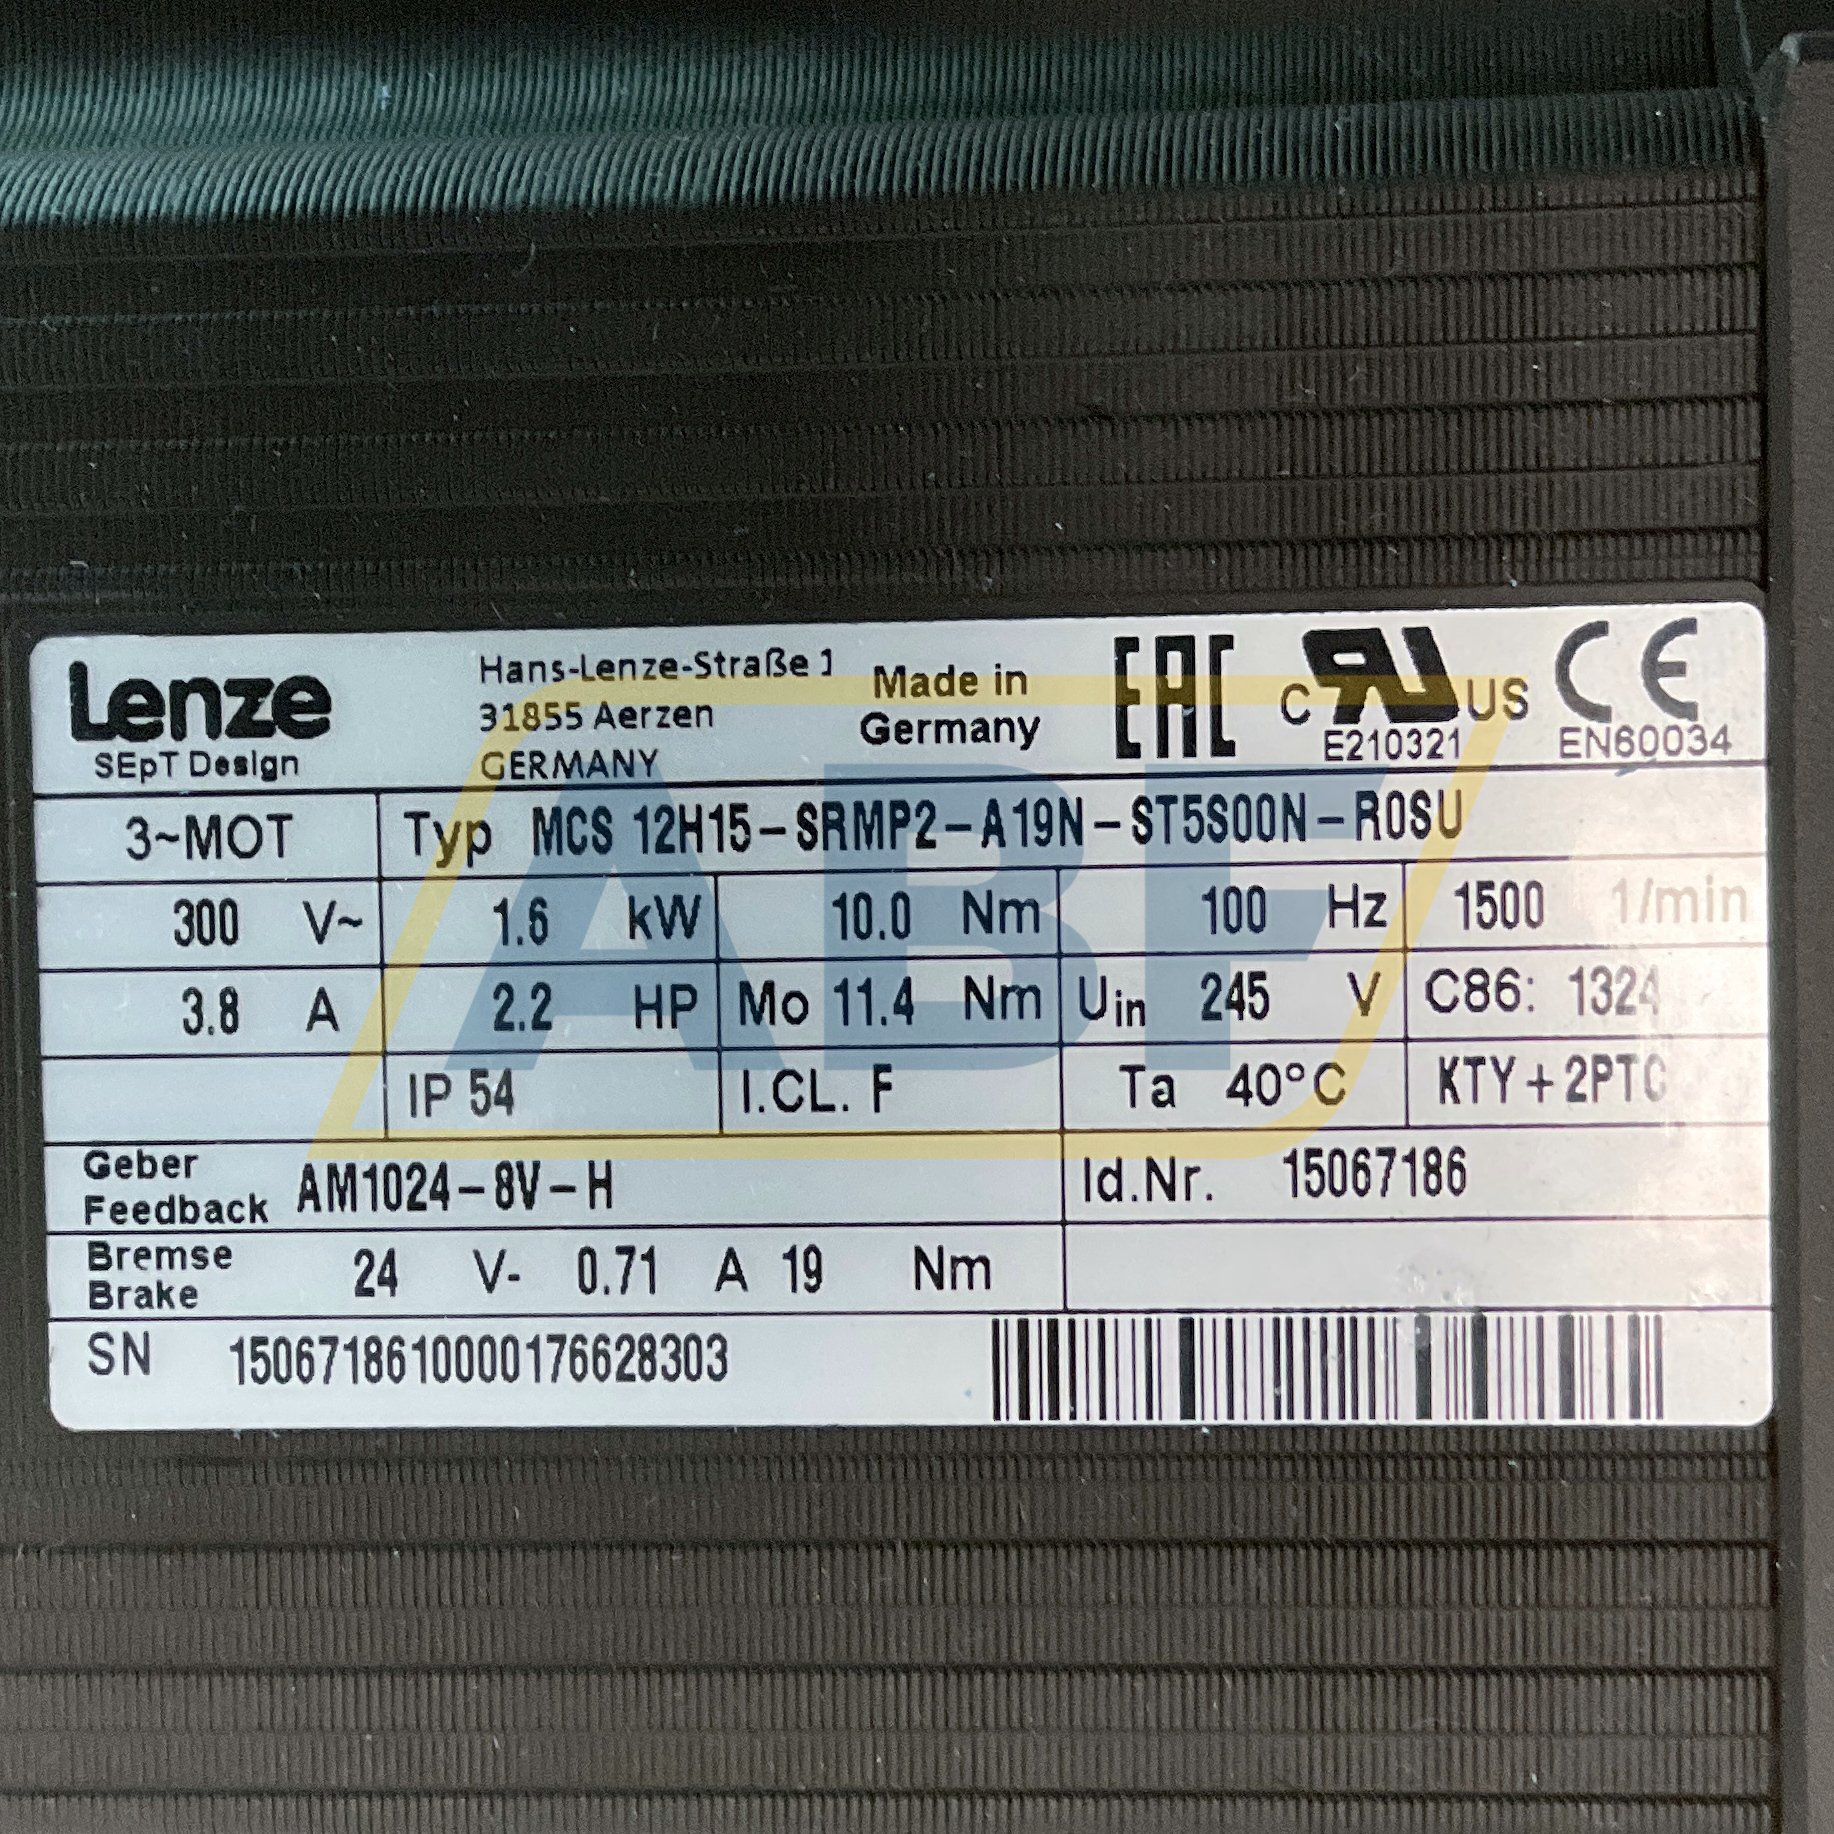 Lenze
SEpT Design
Hans-Lenze-Straße 1
31855 Aerzen
GERMANY
Made in
Germany
EAC
C RU US
E210321
CE
EN60034
3~MOT Typ MCS 12H15-SRMP2-A19N-ST5S00N-R0SU
300 V~ 1.6 kW 10.0 Nm 100 Hz 1500 1/min
3.8 A 2.2 HP Mo 11.4 Nm Uin 245 V C86: 1324
IP 54 I.CL. F Ta 40°C KTY+2PTC
Geber
Feedback AM1024-8V-H Id.Nr. 15067186
Bremse
Brake 24 V- 0.71 A 19 Nm
SN 1506718610000176628303
ABF